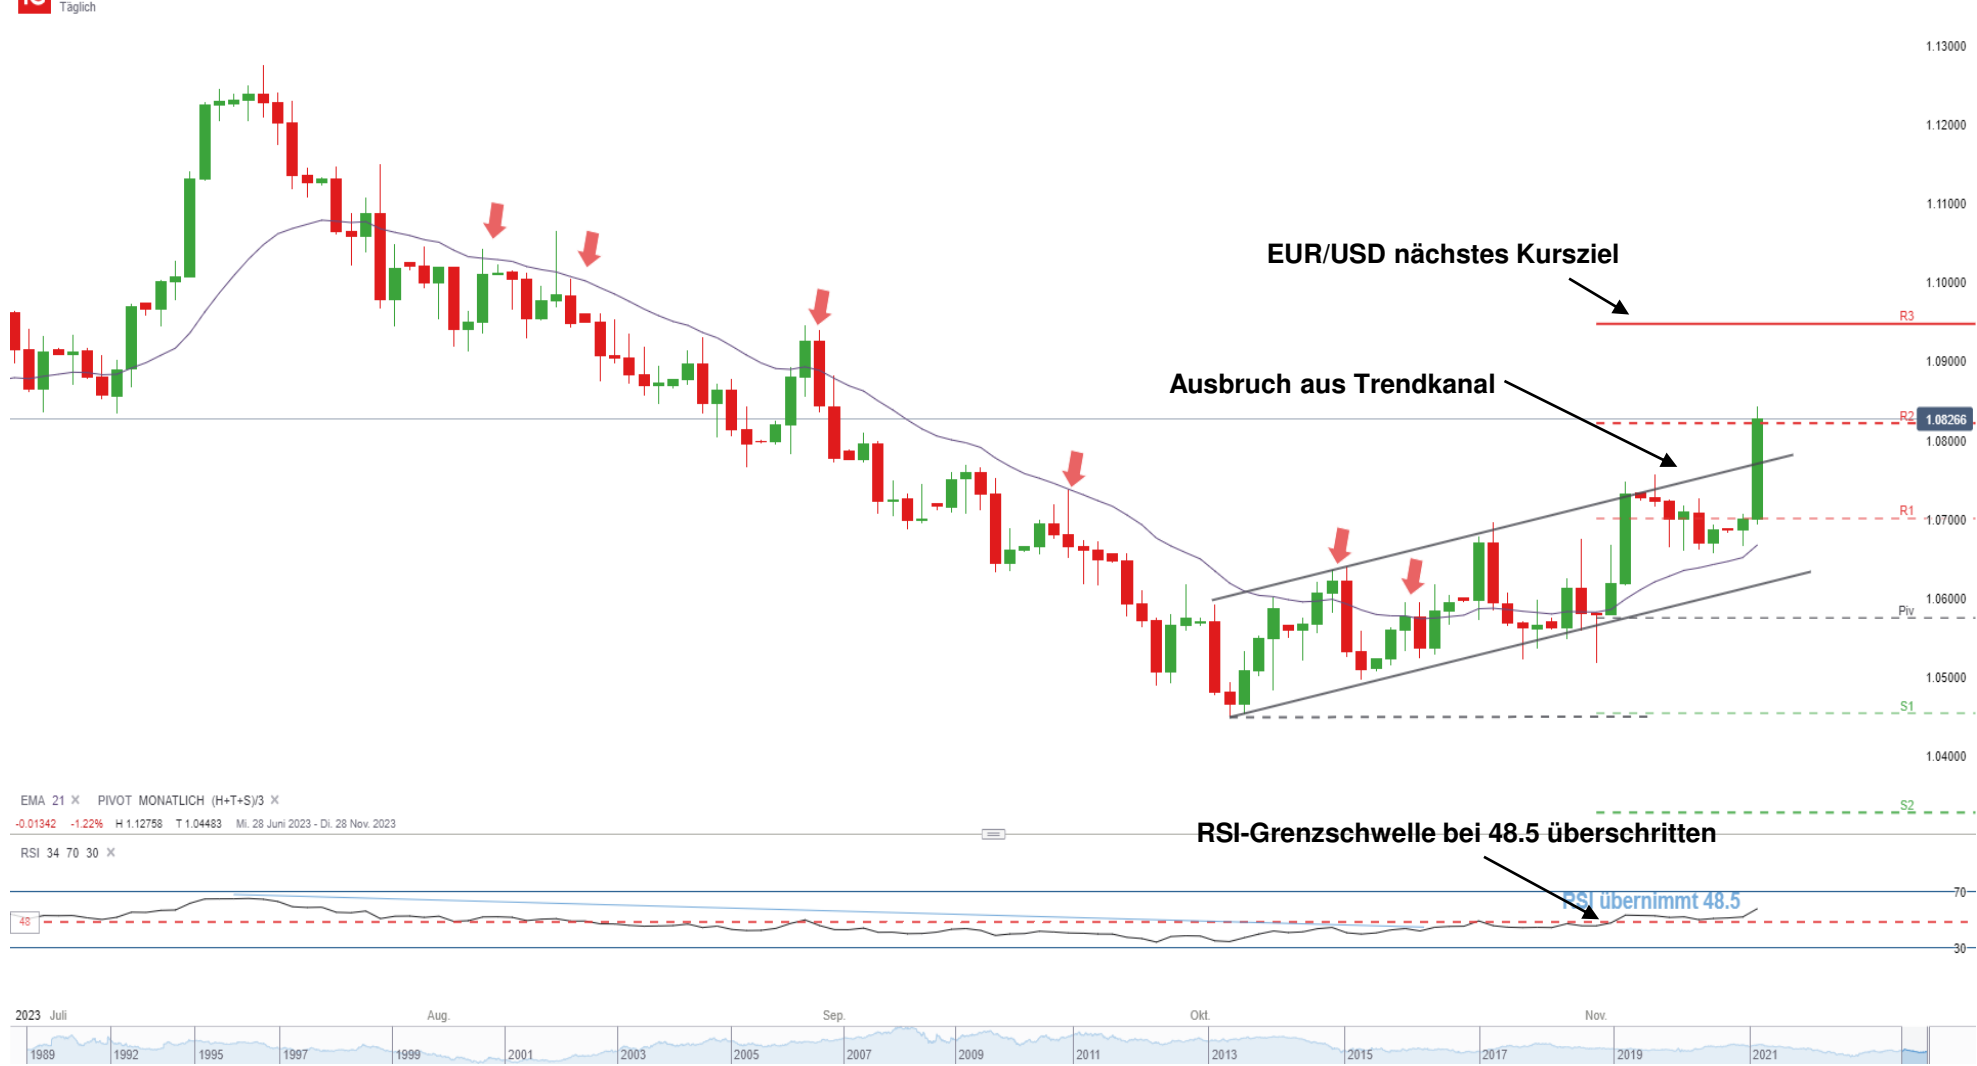 Täglich
1.13000
1.12000
1.11000
EUR/USD nächstes Kursziel
1.10000
R3
1.09000
Ausbruch aus Trendkanal
R2
1.08266
1.08000
R1
1.07000
1.06000
Piv
1.05000
S1
1.04000
EMA 21 PIVOT MONATLICH (H+T+S)/3
S2
-0.01342 -1.22% H 1.12758 T 1.04483 Mi. 28 Juni 2023 - Di. 28 Nov. 2023
RSI-Grenzschwelle bei 48.5 überschritten
RSI 34 70 30
70
RSI übernimmt 48.5
48
30
2023 Juli Aug. Sep. Okt. Nov.
1989 1992 1995 1997 1999 2001 2003 2005 2007 2009 2011 2013 2015 2017 2019 2021